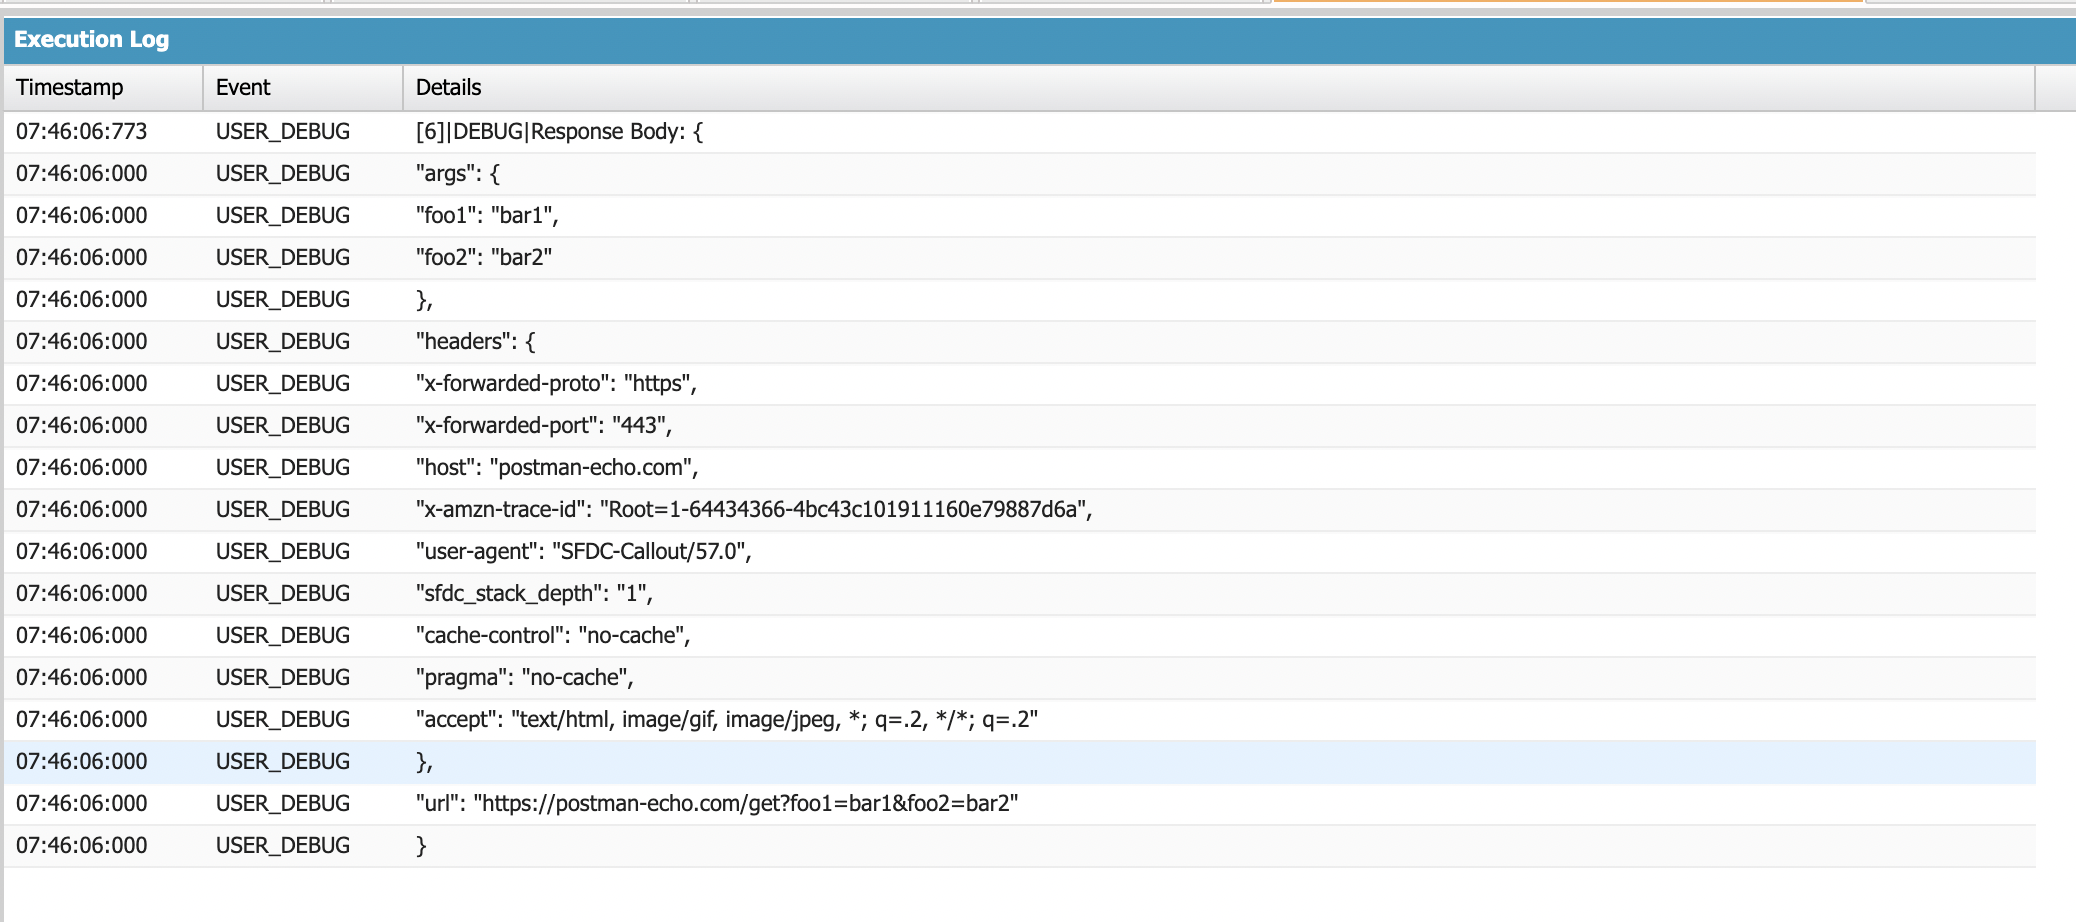 Execution Log
Timestamp Event Details
07:46:06:773 USER_DEBUG [6]|DEBUG|Response Body: {
07:46:06:000 USER_DEBUG "args": {
07:46:06:000 USER_DEBUG "foo1": "bar1",
07:46:06:000 USER_DEBUG "foo2": "bar2"
07:46:06:000 USER_DEBUG },
07:46:06:000 USER_DEBUG "headers": {
07:46:06:000 USER_DEBUG "x-forwarded-proto": "https",
07:46:06:000 USER_DEBUG "x-forwarded-port": "443",
07:46:06:000 USER_DEBUG "host": "postman-echo.com",
07:46:06:000 USER_DEBUG "x-amzn-trace-id": "Root=1-64434366-4bc43c101911160e79887d6a",
07:46:06:000 USER_DEBUG "user-agent": "SFDC-Callout/57.0",
07:46:06:000 USER_DEBUG "sfdc_stack_depth": "1",
07:46:06:000 USER_DEBUG "cache-control": "no-cache",
07:46:06:000 USER_DEBUG "pragma": "no-cache",
07:46:06:000 USER_DEBUG "accept": "text/html, image/gif, image/jpeg, *; q=.2, */*; q=.2"
07:46:06:000 USER_DEBUG },
07:46:06:000 USER_DEBUG "url": "https://postman-echo.com/get?foo1=bar1&foo2=bar2"
07:46:06:000 USER_DEBUG }